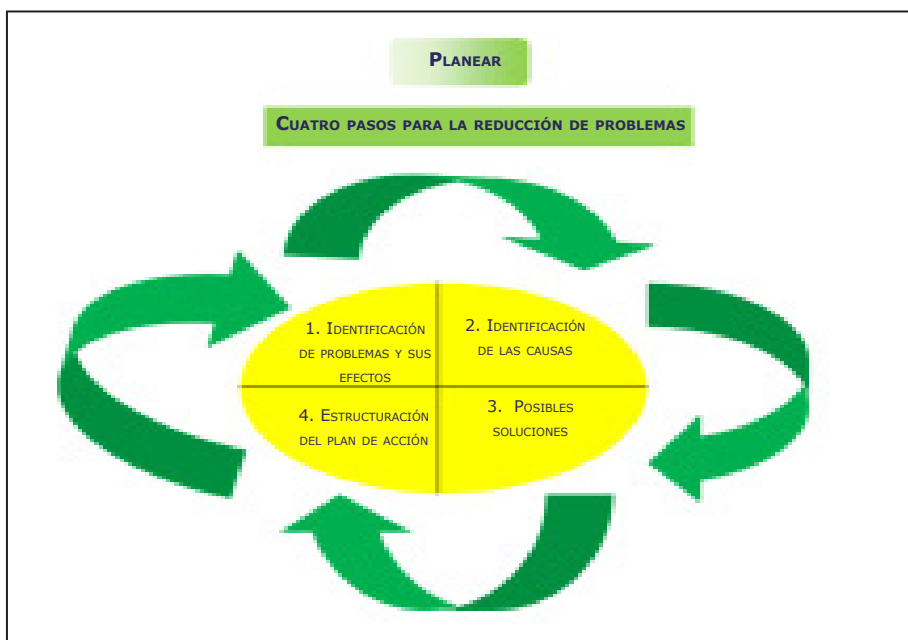 Planear
Cuatro pasos para la reducción de problemas
1. Identificación
de problemas y sus
efectos
2. Identificación
de las causas
4. Estructuración
del plan de acción
3. Posibles
soluciones